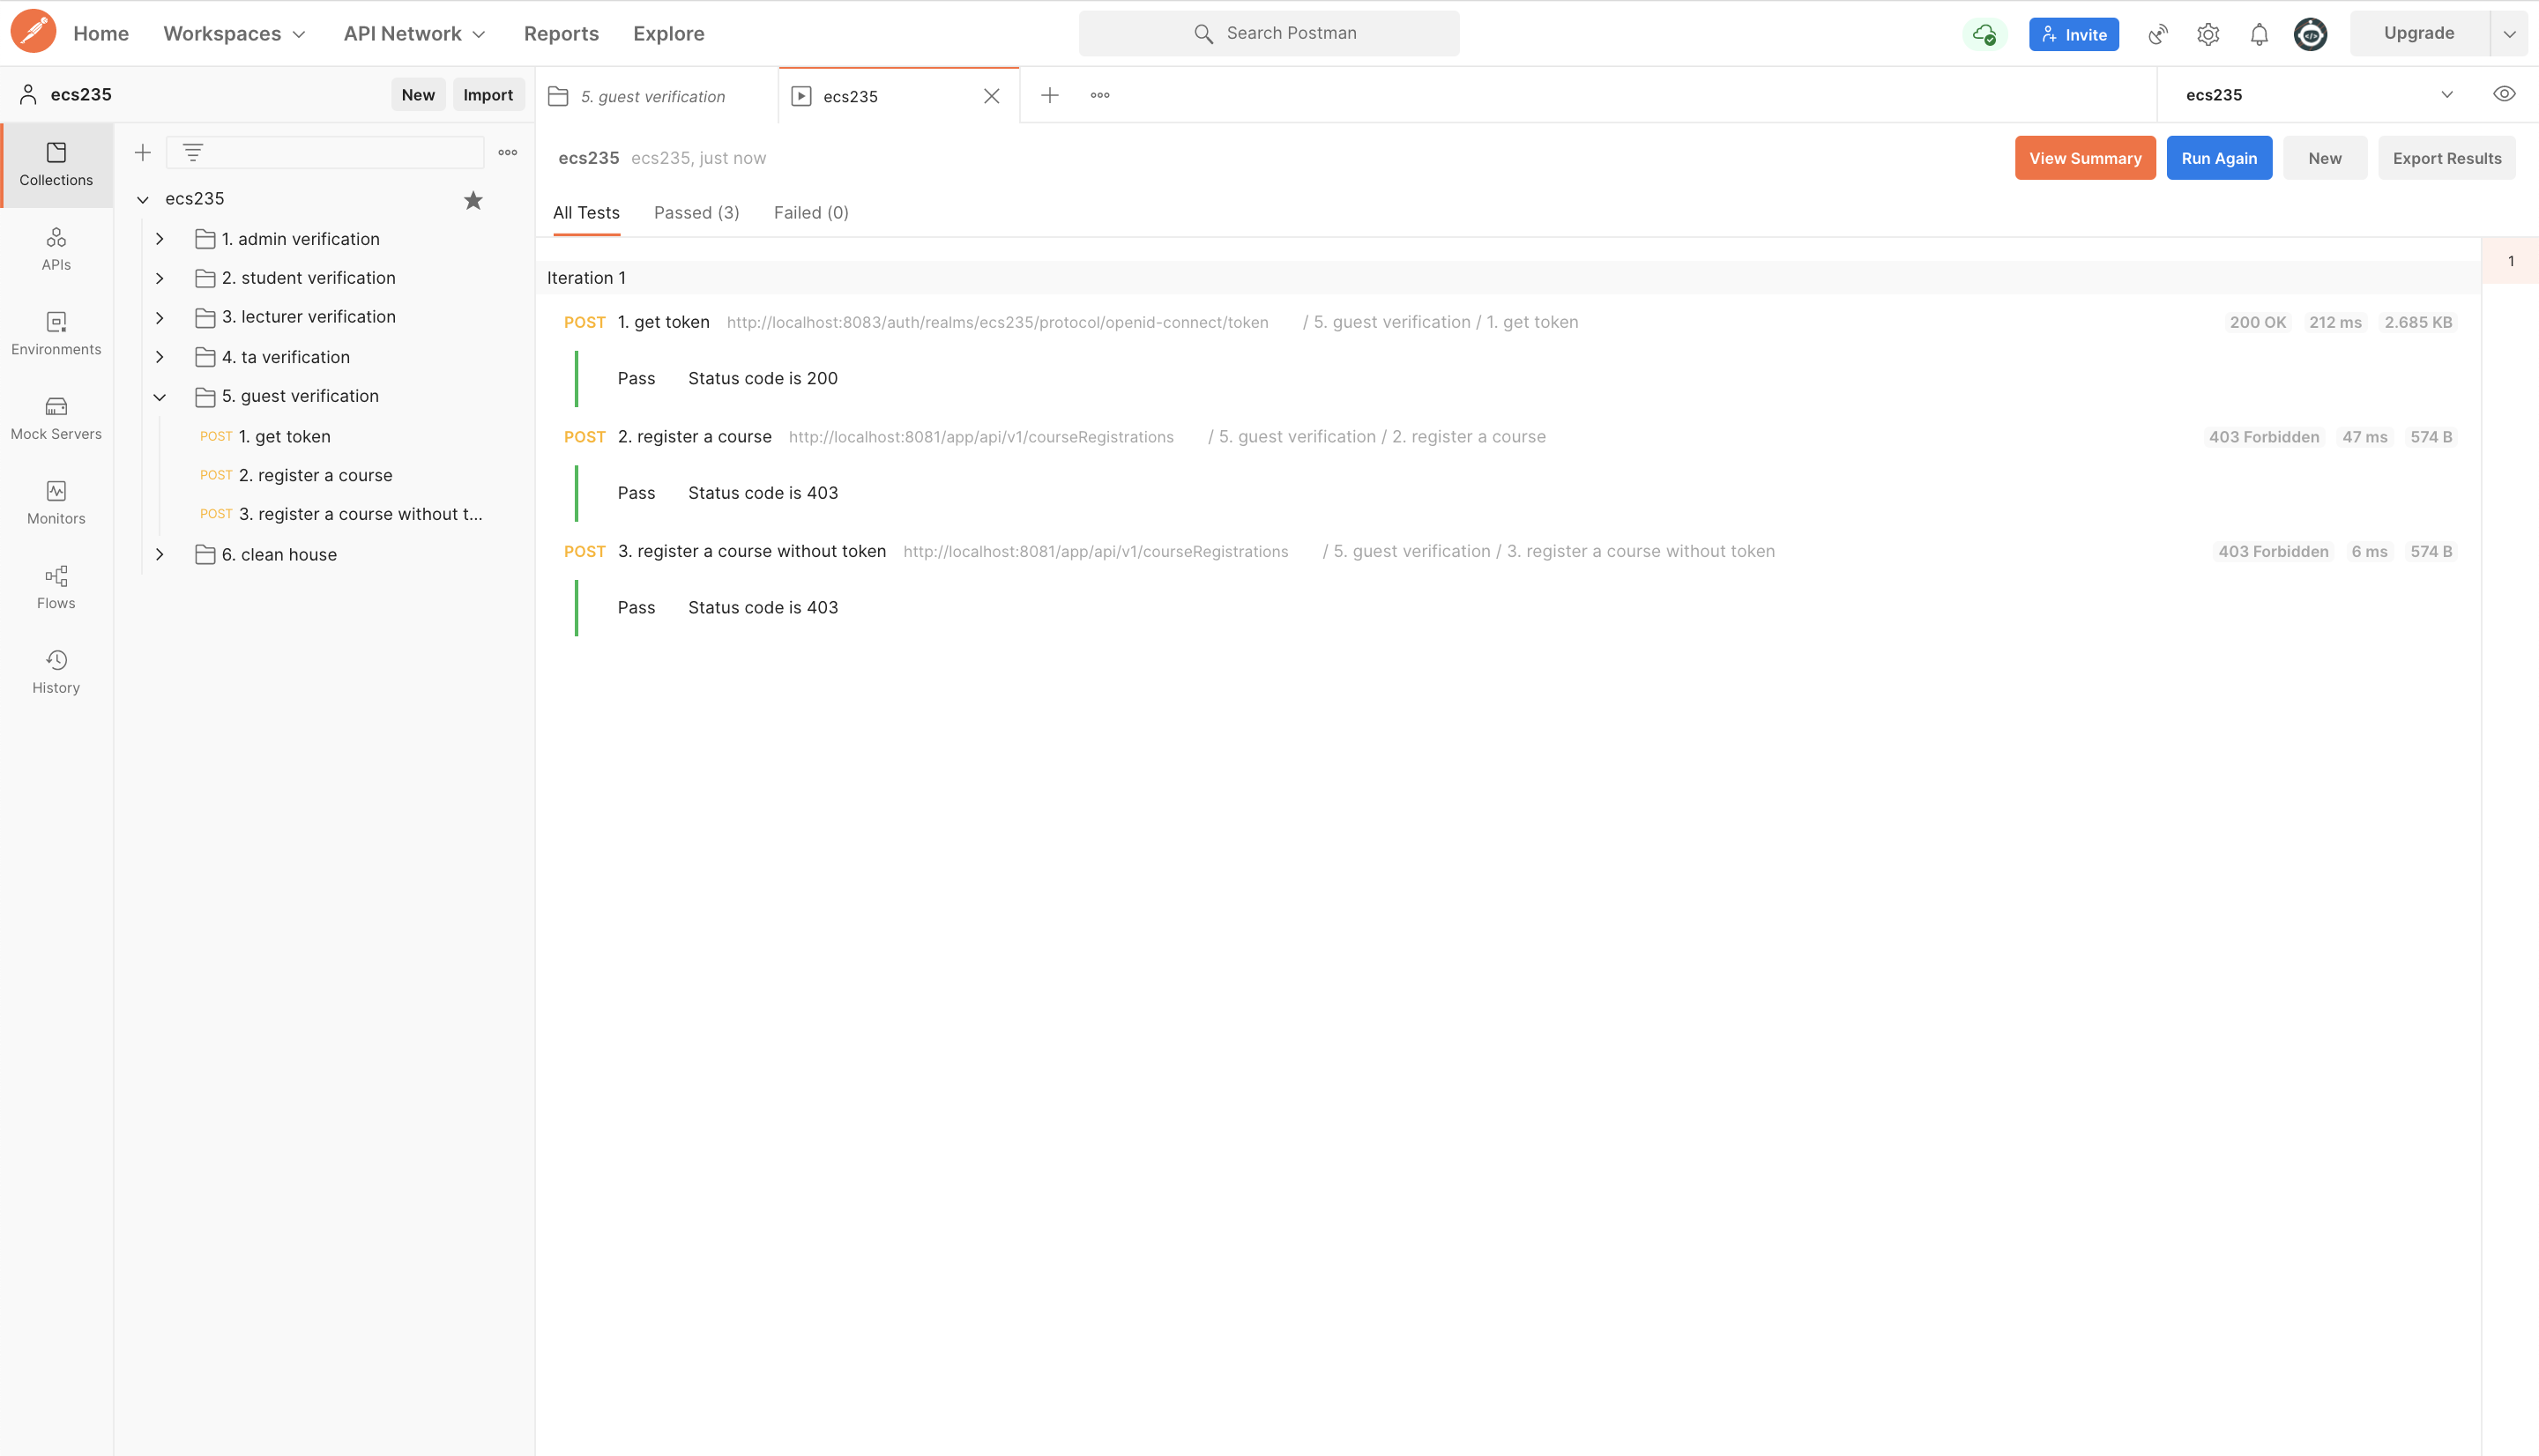 Home Workspaces API Network Reports Explore Search Postman Invite Upgrade
ecs235 New Import 5. guest verification ecs235 ecs235
Collections
APIs
Environments
Mock Servers
Monitors
Flows
History
ecs235
1. admin verification
2. student verification
3. lecturer verification
4. ta verification
5. guest verification
POST 1. get token
POST 2. register a course
POST 3. register a course without t...
6. clean house
ecs235 ecs235, just now View Summary Run Again New Export Results
All Tests Passed (3) Failed (0)
1
Iteration 1
POST 1. get token http://localhost:8083/auth/realms/ecs235/protocol/openid-connect/token / 5. guest verification / 1. get token 200 OK 212 ms 2.685 KB
Pass Status code is 200
POST 2. register a course http://localhost:8081/app/api/v1/courseRegistrations / 5. guest verification / 2. register a course 403 Forbidden 47 ms 574 B
Pass Status code is 403
POST 3. register a course without token http://localhost:8081/app/api/v1/courseRegistrations / 5. guest verification / 3. register a course without token 403 Forbidden 6 ms 574 B
Pass Status code is 403